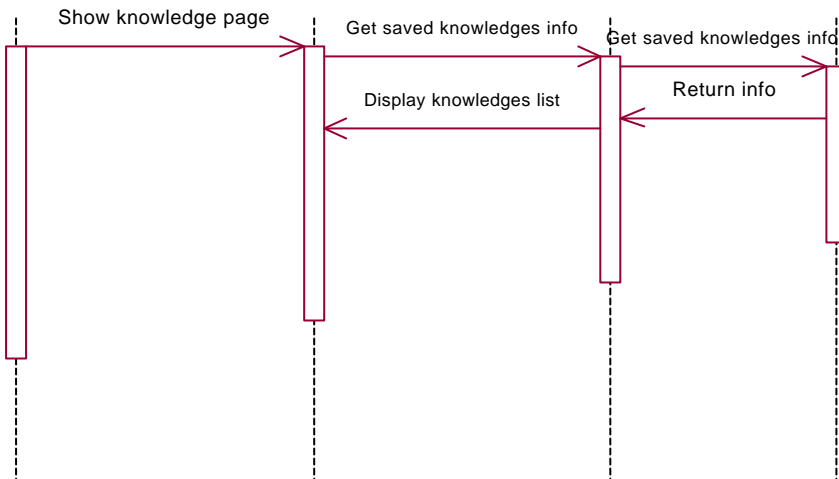 Show knowledge page
Get saved knowledges info
Get saved knowledges info
Return info
Display knowledges list